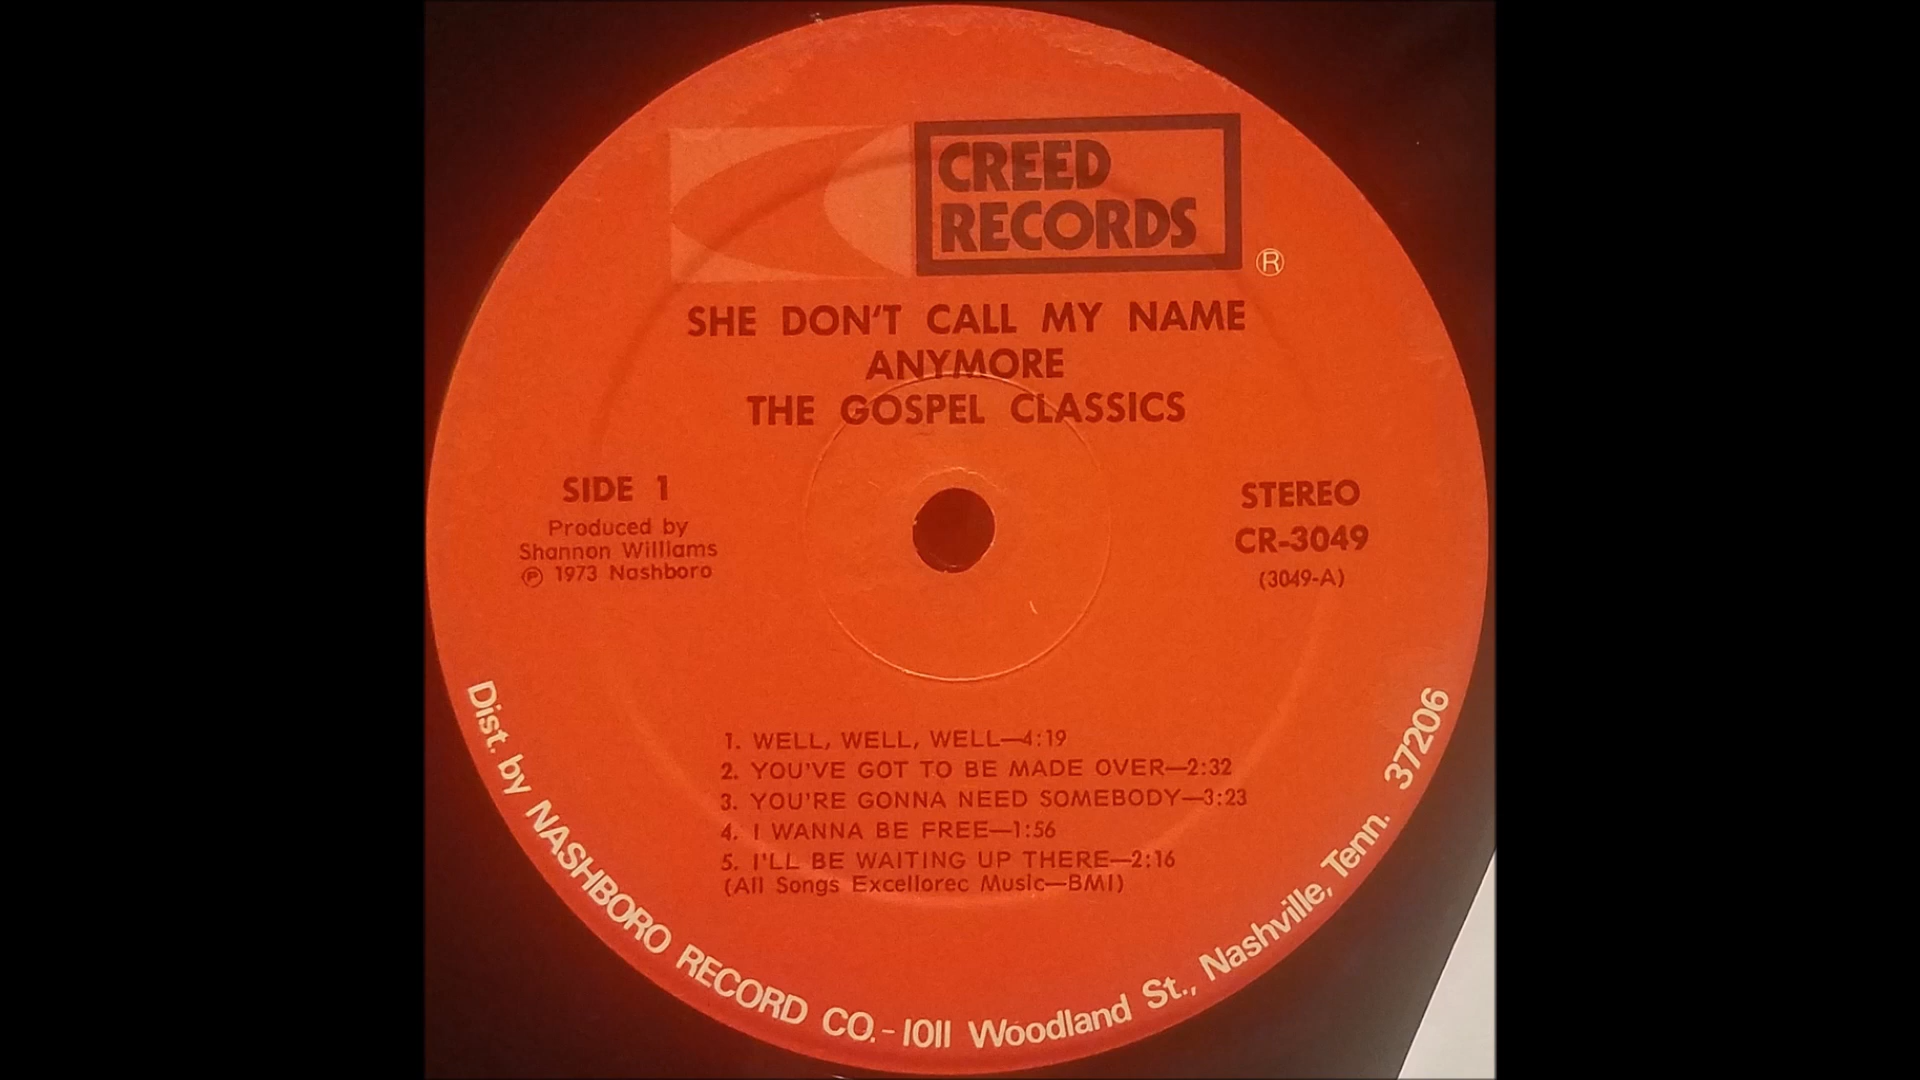 CREED
RECORDS
®
SHE DON'T CALL MY NAME
ANYMORE
THE GOSPEL CLASSICS
SIDE 1
Produced by
Shannon Williams
℗ 1973 Nashboro
STEREO
CR-3049
(3049-A)
1. WELL, WELL, WELL—4:19
2. YOU'VE GOT TO BE MADE OVER—2:32
3. YOU'RE GONNA NEED SOMEBODY—3:23
4. I WANNA BE FREE—1:56
5. I'LL BE WAITING UP THERE—2:16
(All Songs Excellorec Music—BMI)
Dist. by NASHBORO RECORD CO.-1011 Woodland St., Nashville, Tenn. 37206